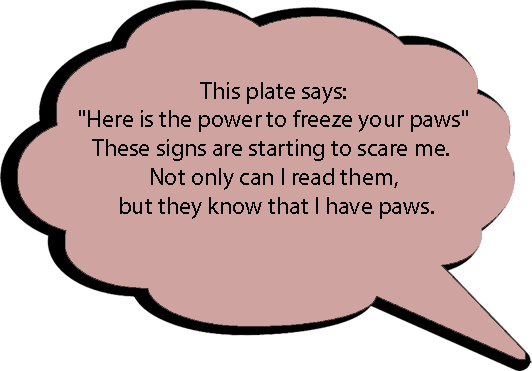 This plate says:
"Here is the power to freeze your paws"
These signs are starting to scare me.
Not only can I read them,
but they know that I have paws.